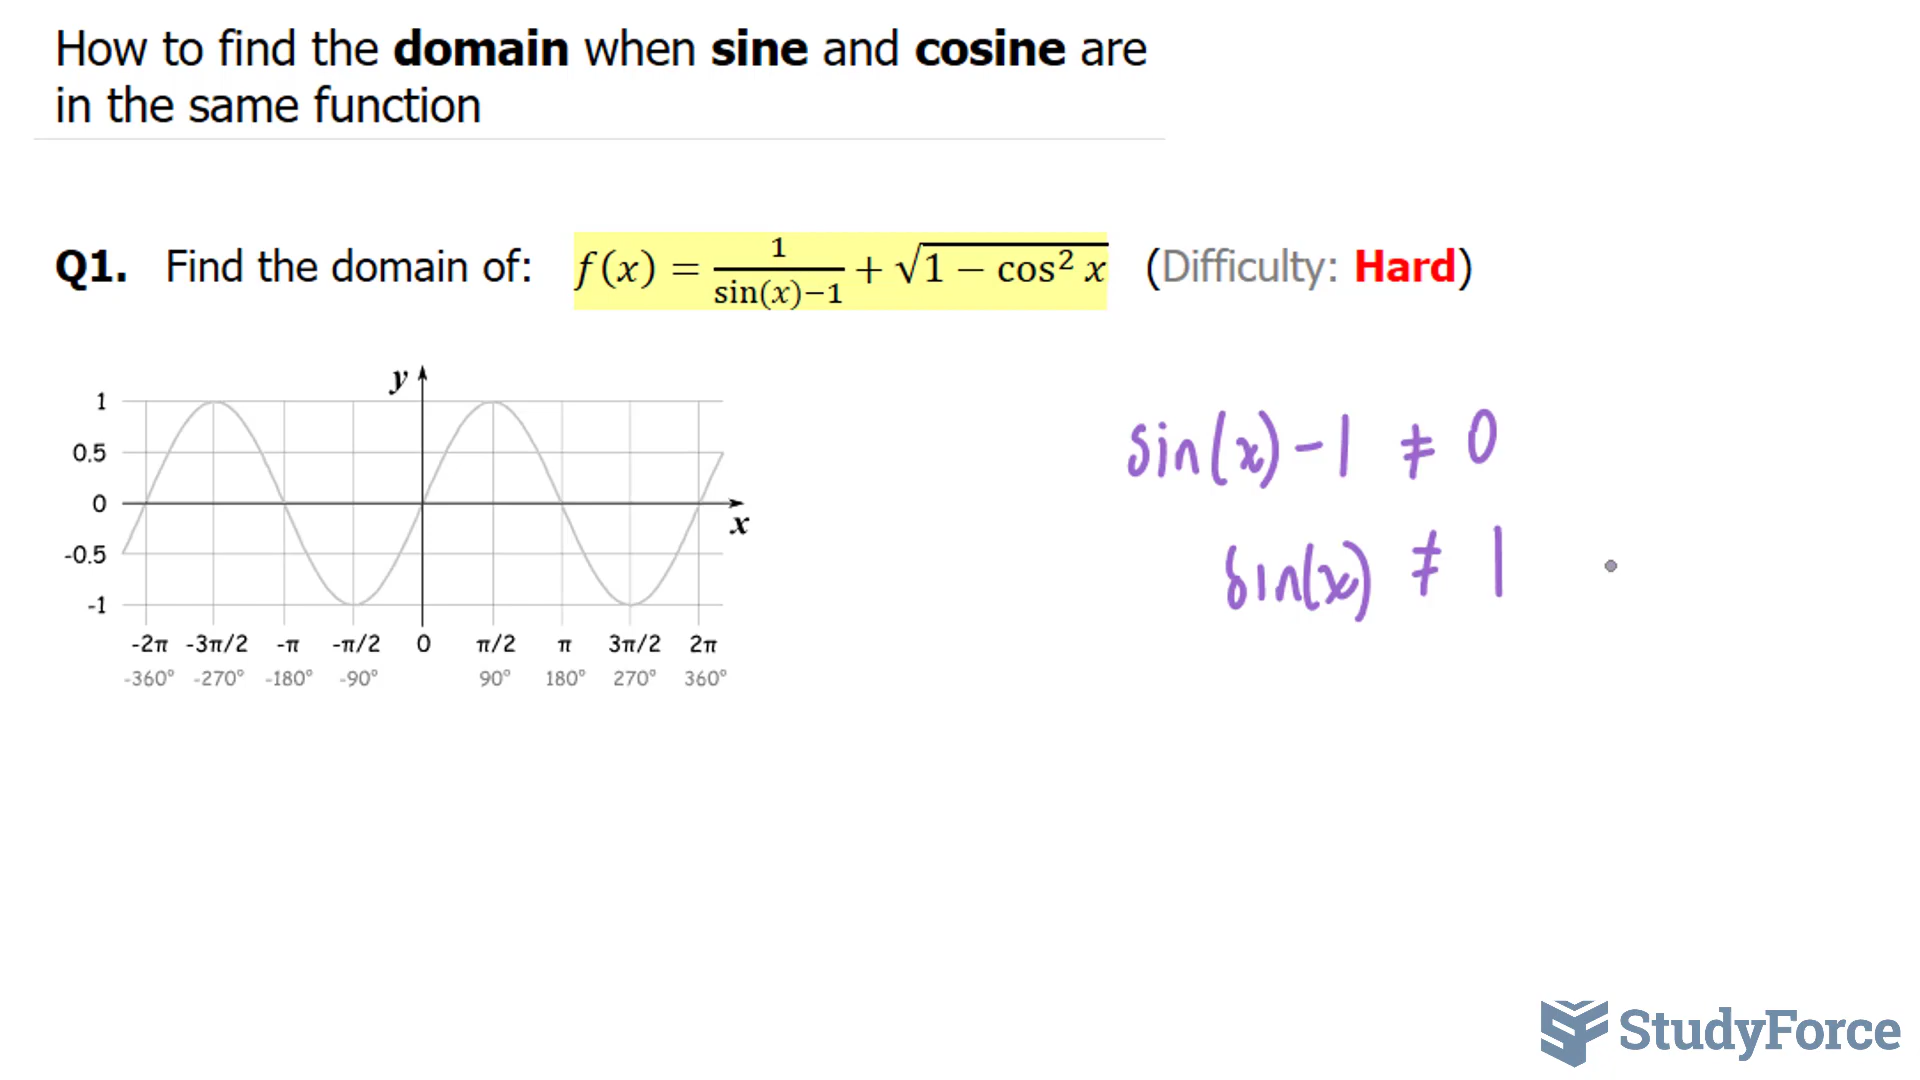 How to find the domain when sine and cosine are
in the same function
Q1. Find the domain of: f(x) = 1/(sin(x)−1) + √(1 − cos² x) (Difficulty: Hard)
y
1
0.5
0
-0.5
-1
x
-2π -3π/2 -π -π/2 0 π/2 π 3π/2 2π
-360° -270° -180° -90° 90° 180° 270° 360°
sin(x) - 1 ≠ 0
sin(x) ≠ 1
StudyForce